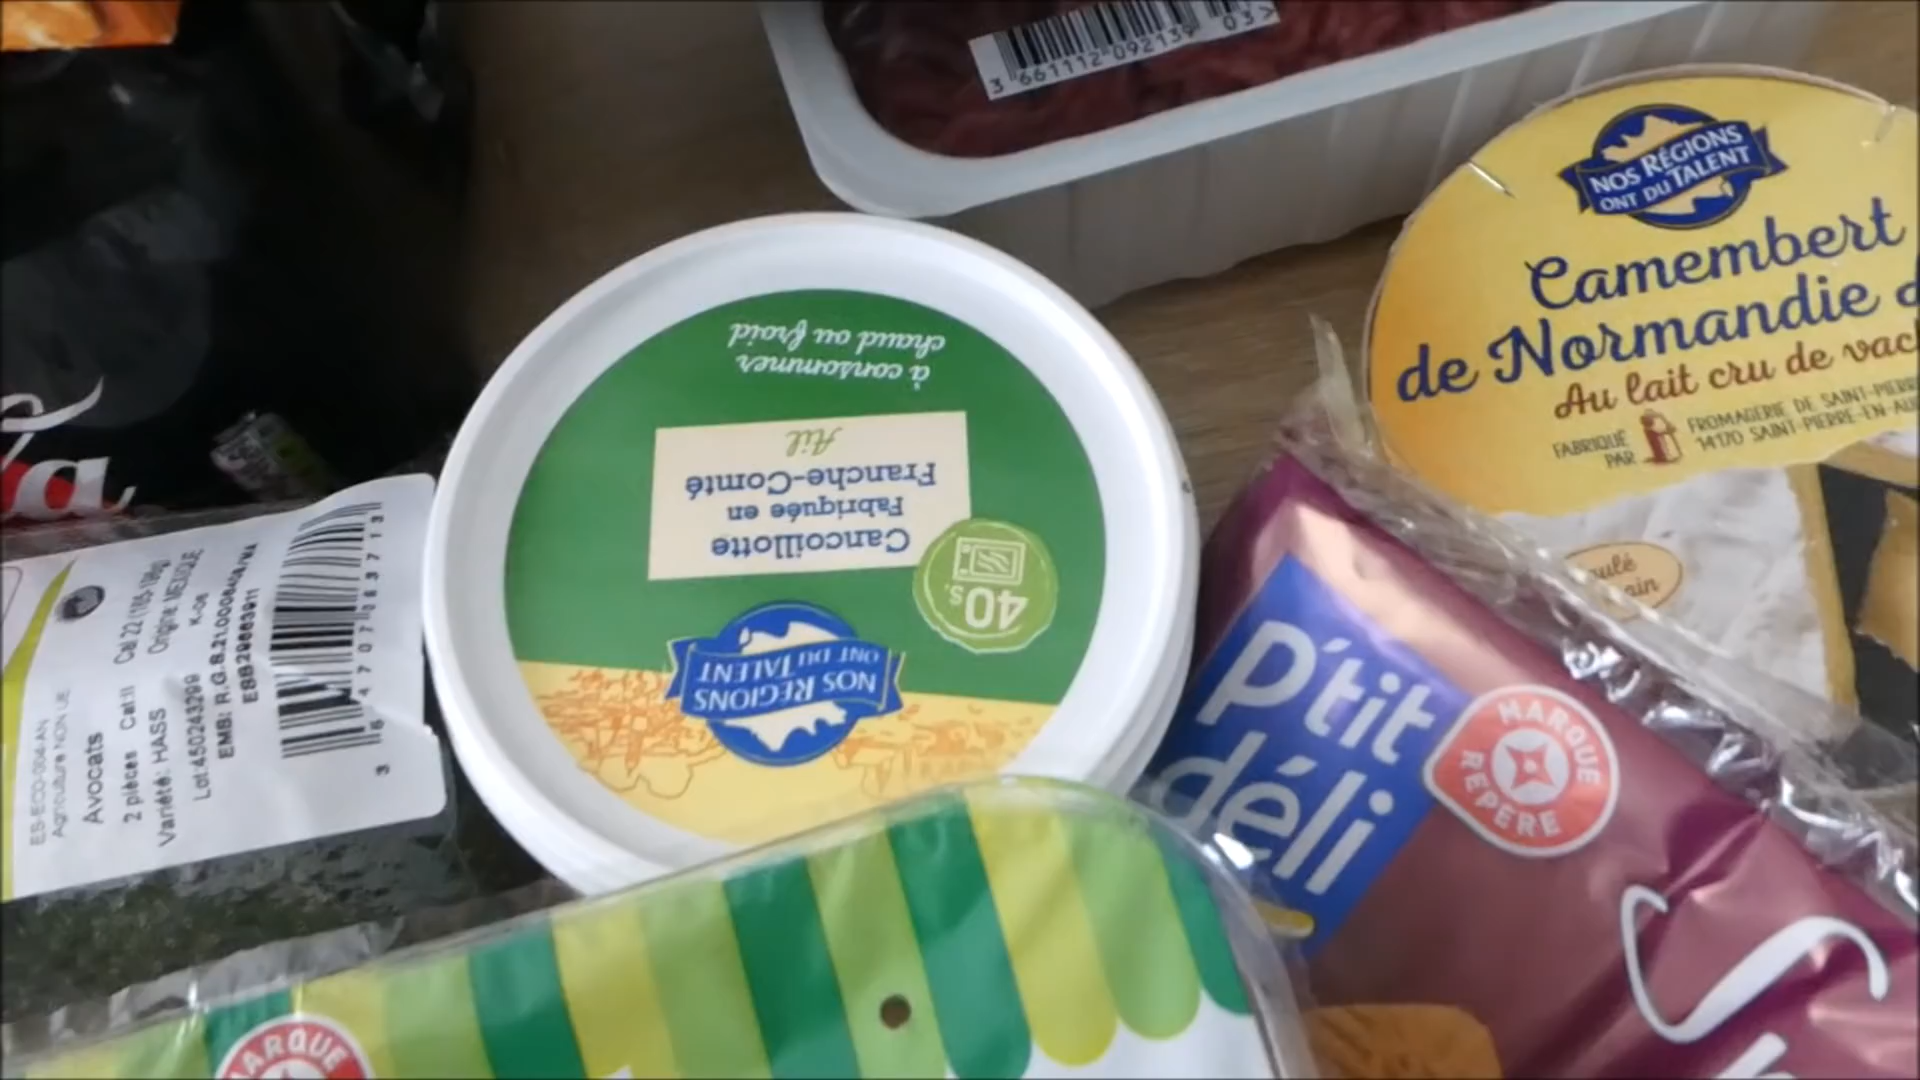 3 661112 092139 03>
NOS RÉGIONS
ONT DU TALENT
Camembert
de Normandie
Au lait cru de
FABRIQUÉ
PAR
FROMAGERIE DE SAINT-PIERRE
14170 SAINT-PIERRE-EN-AU
à consommer
chaud ou froid
Cancoillotte
Fabriquée en
Franche-Comté
Ail
40s.
NOS RÉGIONS
ONT DU TALENT
P'tit
déli
MARQUE
REPÈRE
ES-ECO-004-AN
Agriculture NON UE
Avocats
2 pièces Cat:II Cal 22
Variété: HASS Origine MEXIQUE
Lot:450243299
EMB:
MARQUE